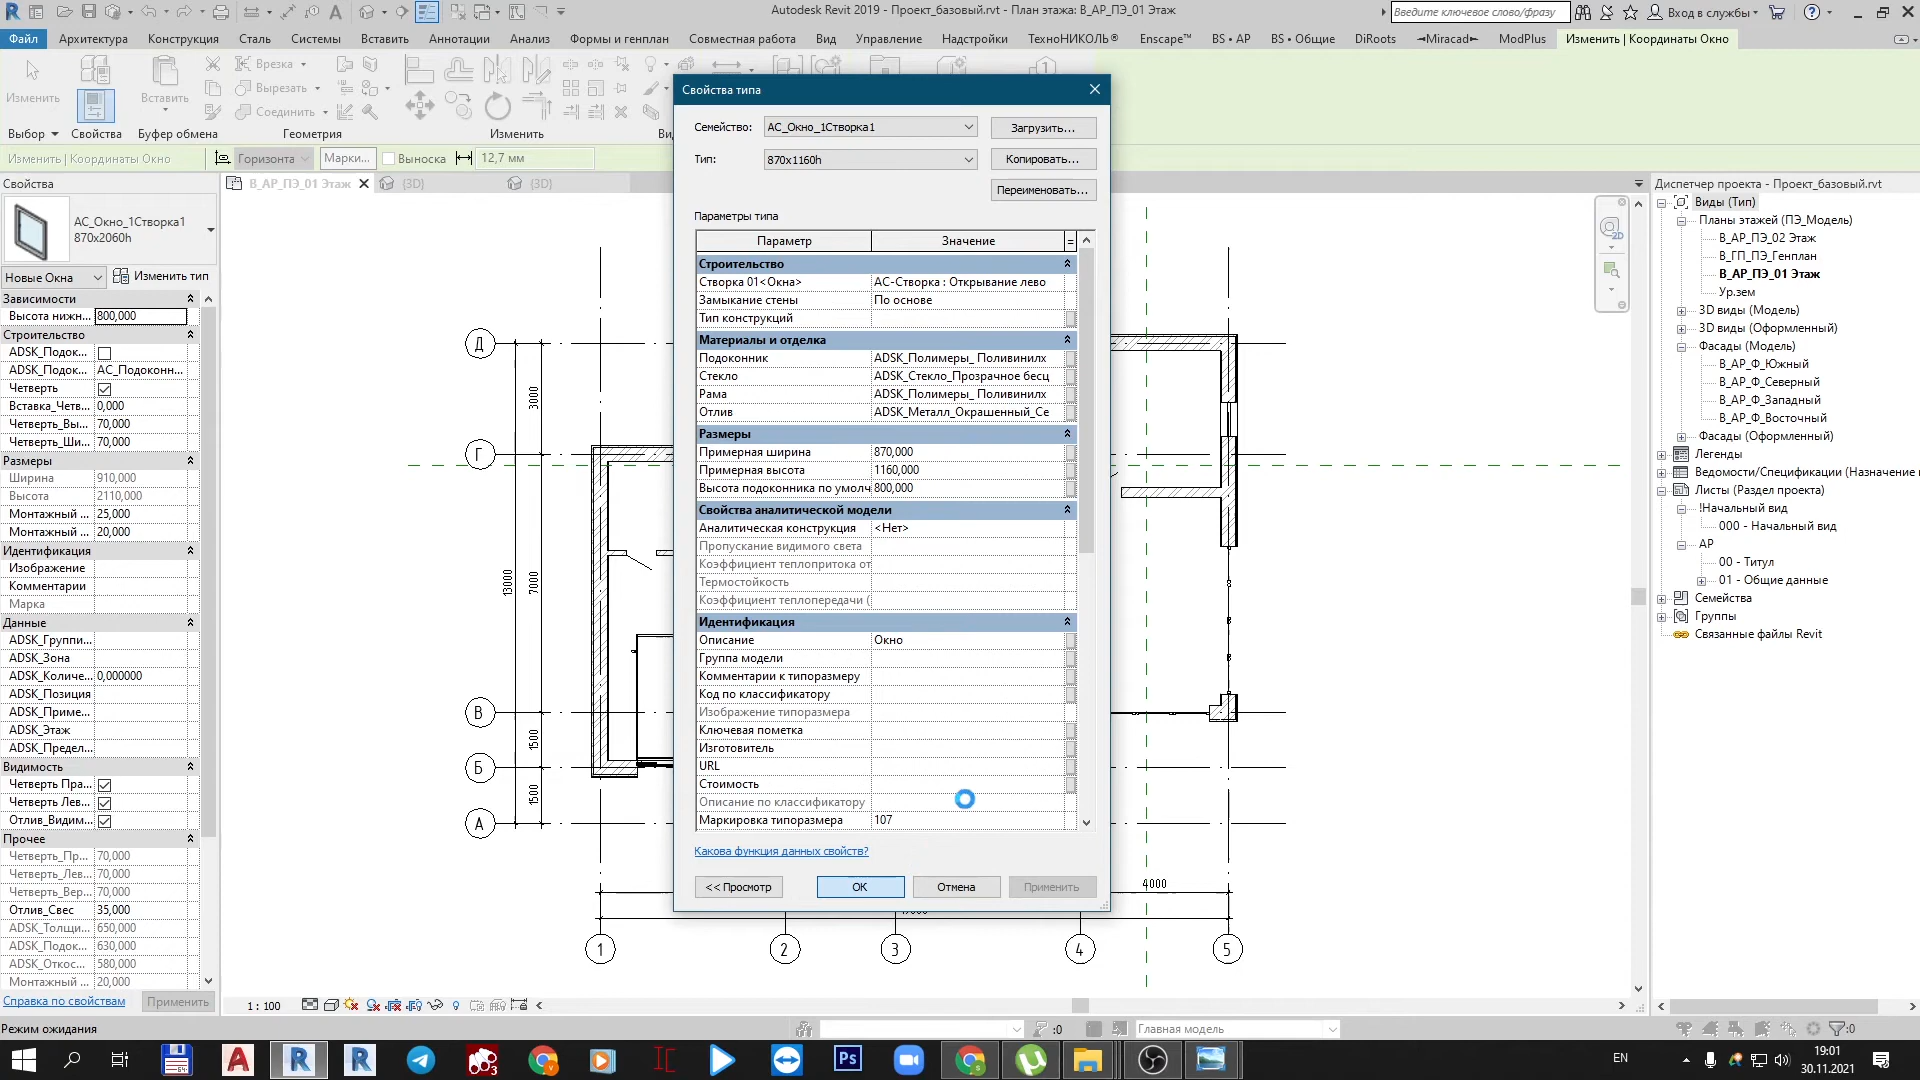 Autodesk Revit 2019 - Проект_базовый.rvt - План этажа: В_АР_ПЭ_01 Этаж
Введите ключевое слово/фразу
Вход в службы
Файл
Архитектура
Конструкция
Сталь
Системы
Вставить
Аннотации
Анализ
Формы и генплан
Совместная работа
Вид
Управление
Надстройки
ТехноНИКОЛЬ®
Enscape™
BS • АР
BS • Общие
DiRoots
-=Miracad=-
ModPlus
Изменить | Координаты Окно
Изменить
Вставить
Врезка
Вырезать
Соединить
Выбор
Свойства
Буфер обмена
Геометрия
Изменить
Изменить | Координаты Окно
Горизонта
Марки...
Выноска
12,7 мм
Свойства
АС_Окно_1Створка1
870x2060h
Новые Окна
Изменить тип
Зависимости
Высота нижн... 800,000
Строительство
ADSK_Подок...
ADSK_Подок... АС_Подоконн...
Четверть
Вставка_Четв... 0,000
Четверть_Вы... 70,000
Четверть_Ши... 70,000
Размеры
Ширина 910,000
Высота 2110,000
Монтажный ... 25,000
Монтажный ... 20,000
Идентификация
Изображение
Комментарии
Марка
Данные
ADSK_Группи...
ADSK_Зона
ADSK_Количе... 0,000000
ADSK_Позиция
ADSK_Приме...
ADSK_Этаж
ADSK_Предел...
Видимость
Четверть Пра...
Четверть Лев...
Отлив_Видим...
Прочее
Четверть_Пр... 70,000
Четверть_Лев... 70,000
Четверть_Вер... 70,000
Отлив_Свес 35,000
ADSK_Толщи... 650,000
ADSK_Подок... 630,000
ADSK_Откос... 580,000
Монтажный ... 20,000
Справка по свойствам
Применить
Режим ожидания
В_АР_ПЭ_01 Этаж
{3D}
{3D}
Д
Г
В
Б
А
3000
7000
13000
1500
1500
4000
1
2
3
4
5
1 : 100
Свойства типа
Семейство: АС_Окно_1Створка1
Загрузить...
Тип: 870x1160h
Копировать...
Переименовать...
Параметры типа
Параметр Значение =
Строительство
Створка 01<Окна> АС-Створка : Открывание лево
Замыкание стены По основе
Тип конструкций
Материалы и отделка
Подоконник ADSK_Полимеры_ Поливинилх
Стекло ADSK_Стекло_Прозрачное бесц
Рама ADSK_Полимеры_ Поливинилх
Отлив ADSK_Металл_Окрашенный_Се
Размеры
Примерная ширина 870,000
Примерная высота 1160,000
Высота подоконника по умолч 800,000
Свойства аналитической модели
Аналитическая конструкция <Нет>
Пропускание видимого света
Коэффициент теплопритока от
Термостойкость
Коэффициент теплопередачи (
Идентификация
Описание Окно
Группа модели
Комментарии к типоразмеру
Код по классификатору
Изображение типоразмера
Ключевая пометка
Изготовитель
URL
Стоимость
Описание по классификатору
Маркировка типоразмера 107
Какова функция данных свойств?
<< Просмотр
OK
Отмена
Применить
Диспетчер проекта - Проект_базовый.rvt
Виды (Тип)
Планы этажей (ПЭ_Модель)
В_АР_ПЭ_02 Этаж
В_ГП_ПЭ_Генплан
В_АР_ПЭ_01 Этаж
Ур.зем
3D виды (Модель)
3D виды (Оформленный)
Фасады (Модель)
В_АР_Ф_Южный
В_АР_Ф_Северный
В_АР_Ф_Западный
В_АР_Ф_Восточный
Фасады (Оформленный)
Легенды
Ведомости/Спецификации (Назначение
Листы (Раздел проекта)
!Начальный вид
000 - Начальный вид
АР
00 - Титул
01 - Общие данные
Семейства
Группы
Связанные файлы Revit
:0
Главная модель
:0
EN
19:01
30.11.2021